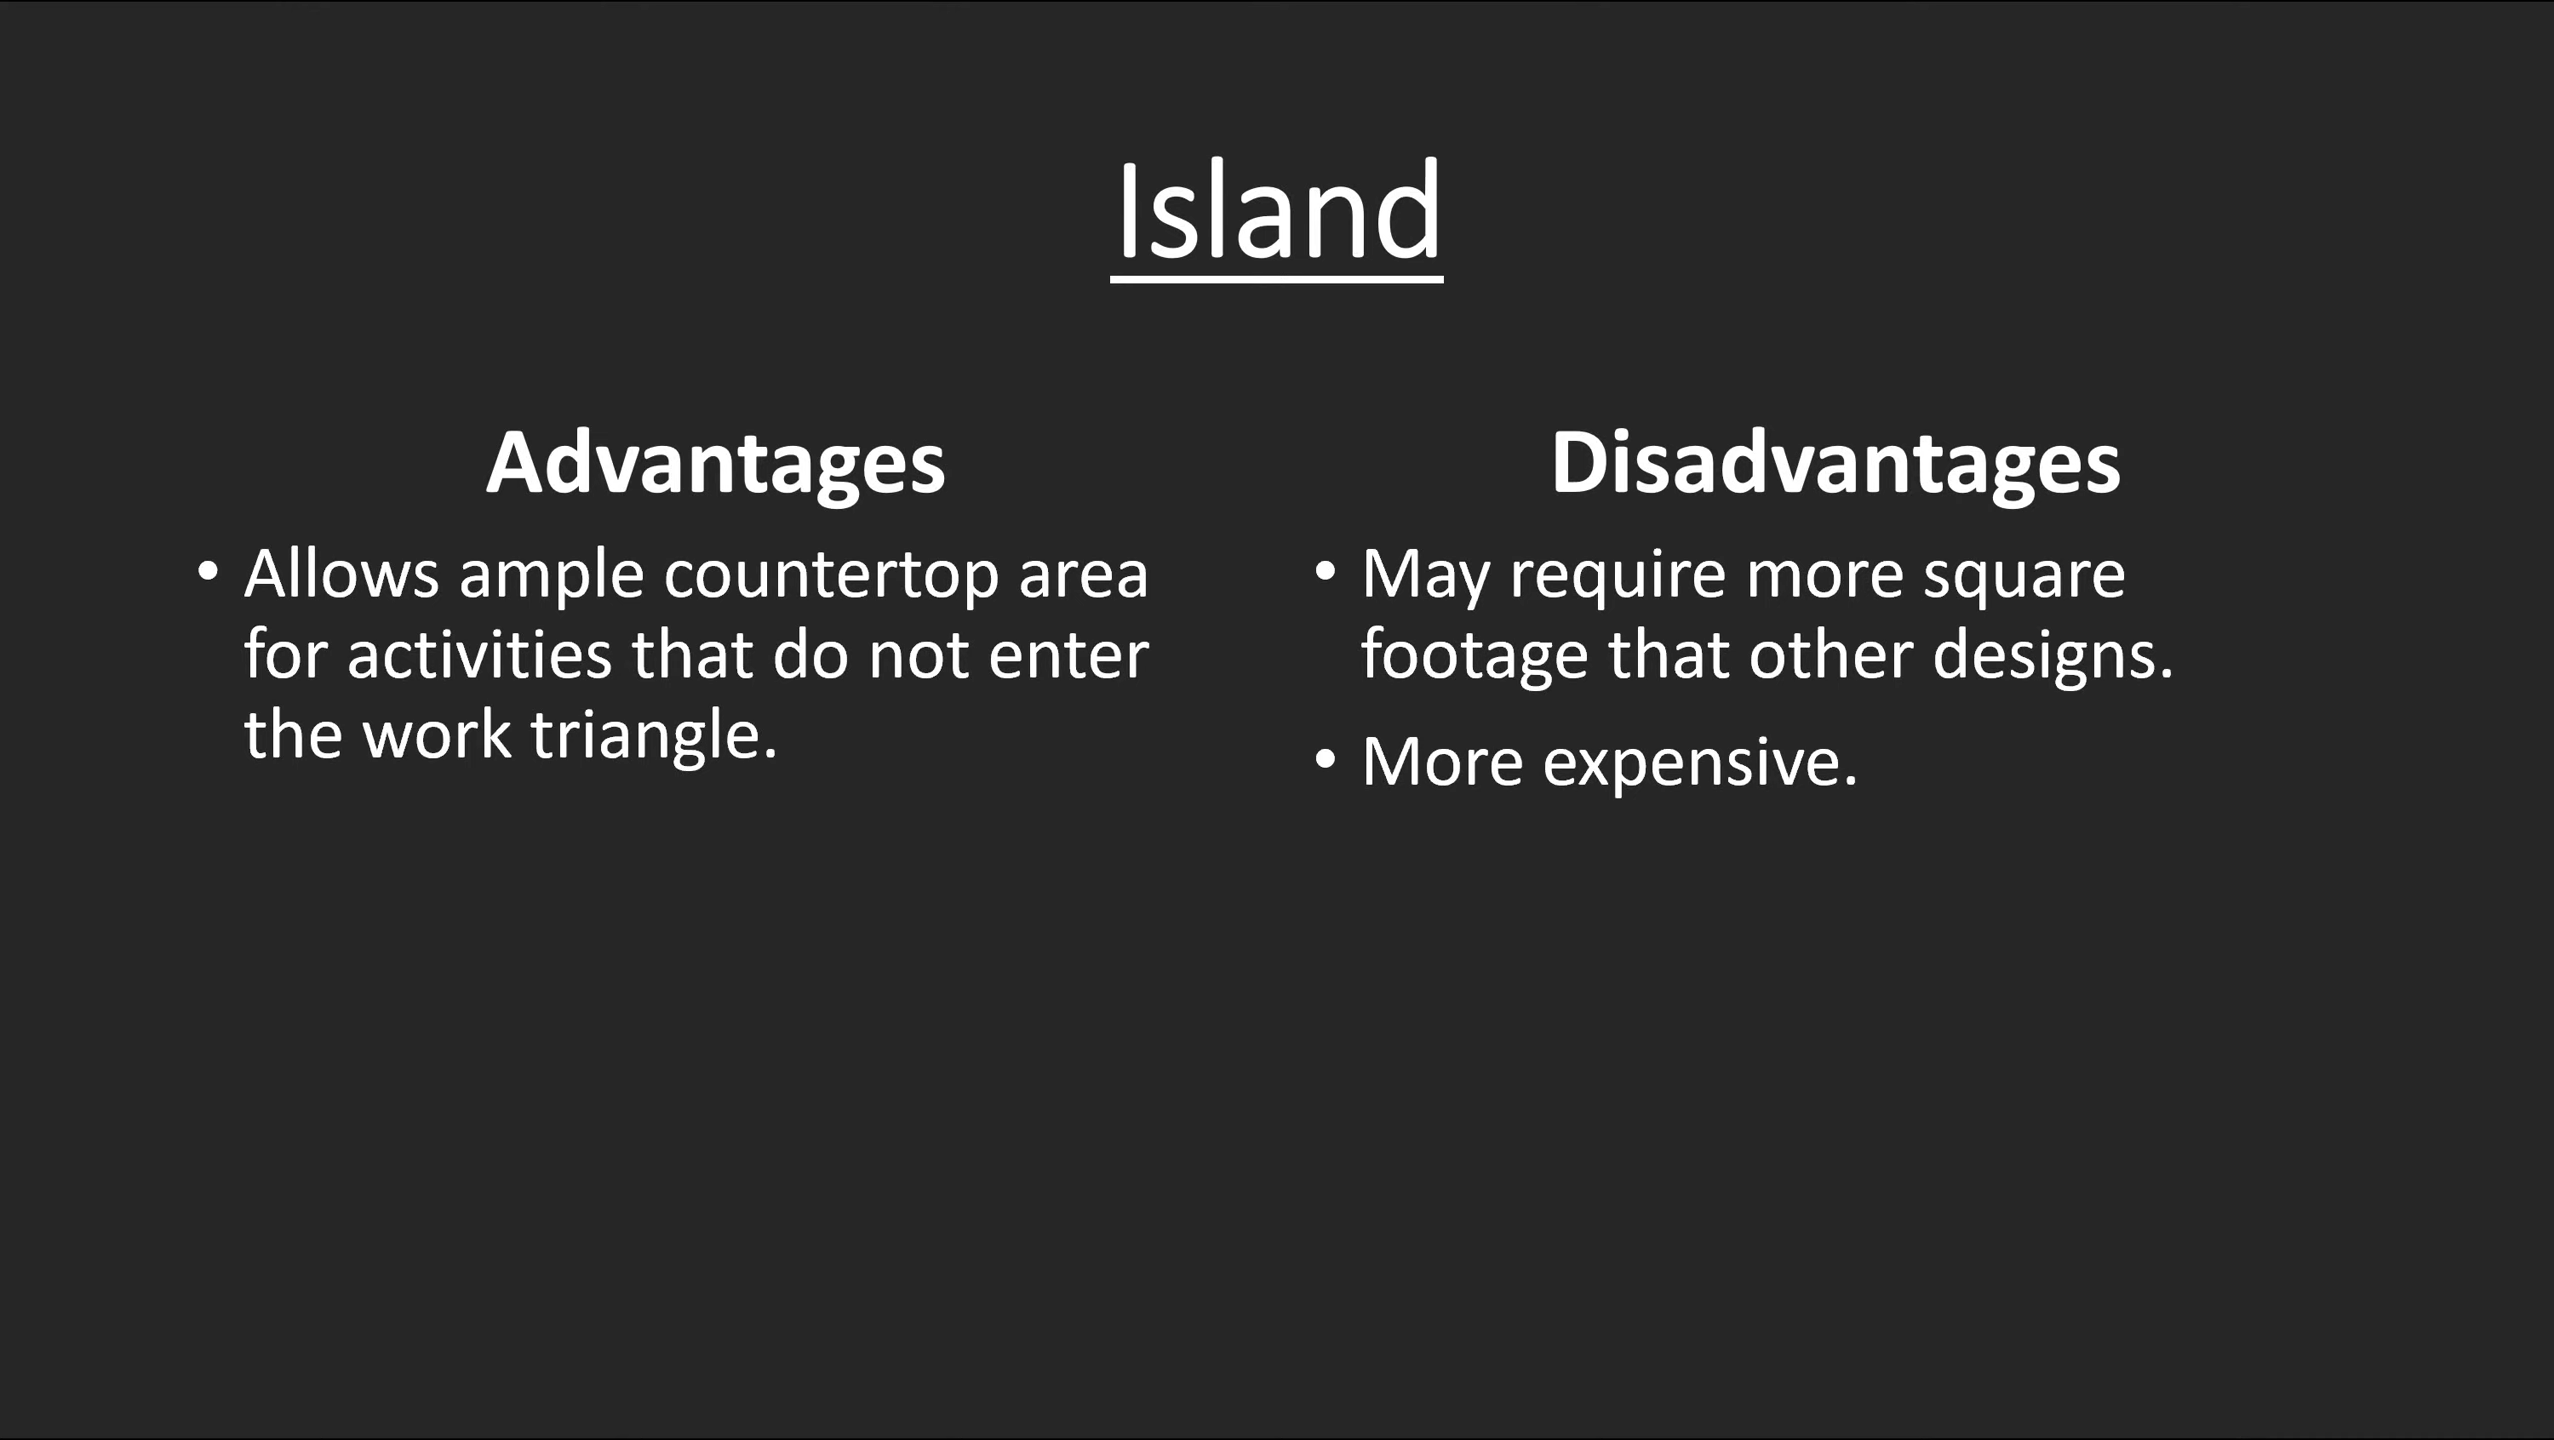 Island
Advantages
• Allows ample countertop area
for activities that do not enter
the work triangle.
Disadvantages
• May require more square
footage that other designs.
• More expensive.